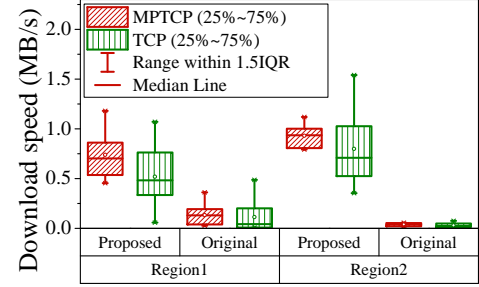 Download speed (MB/s)
2.0
1.5
1.0
0.5
0.0
MPTCP (25%~75%)
TCP (25%~75%)
Range within 1.5IQR
Median Line
Proposed Original Proposed Original
Region1 Region2